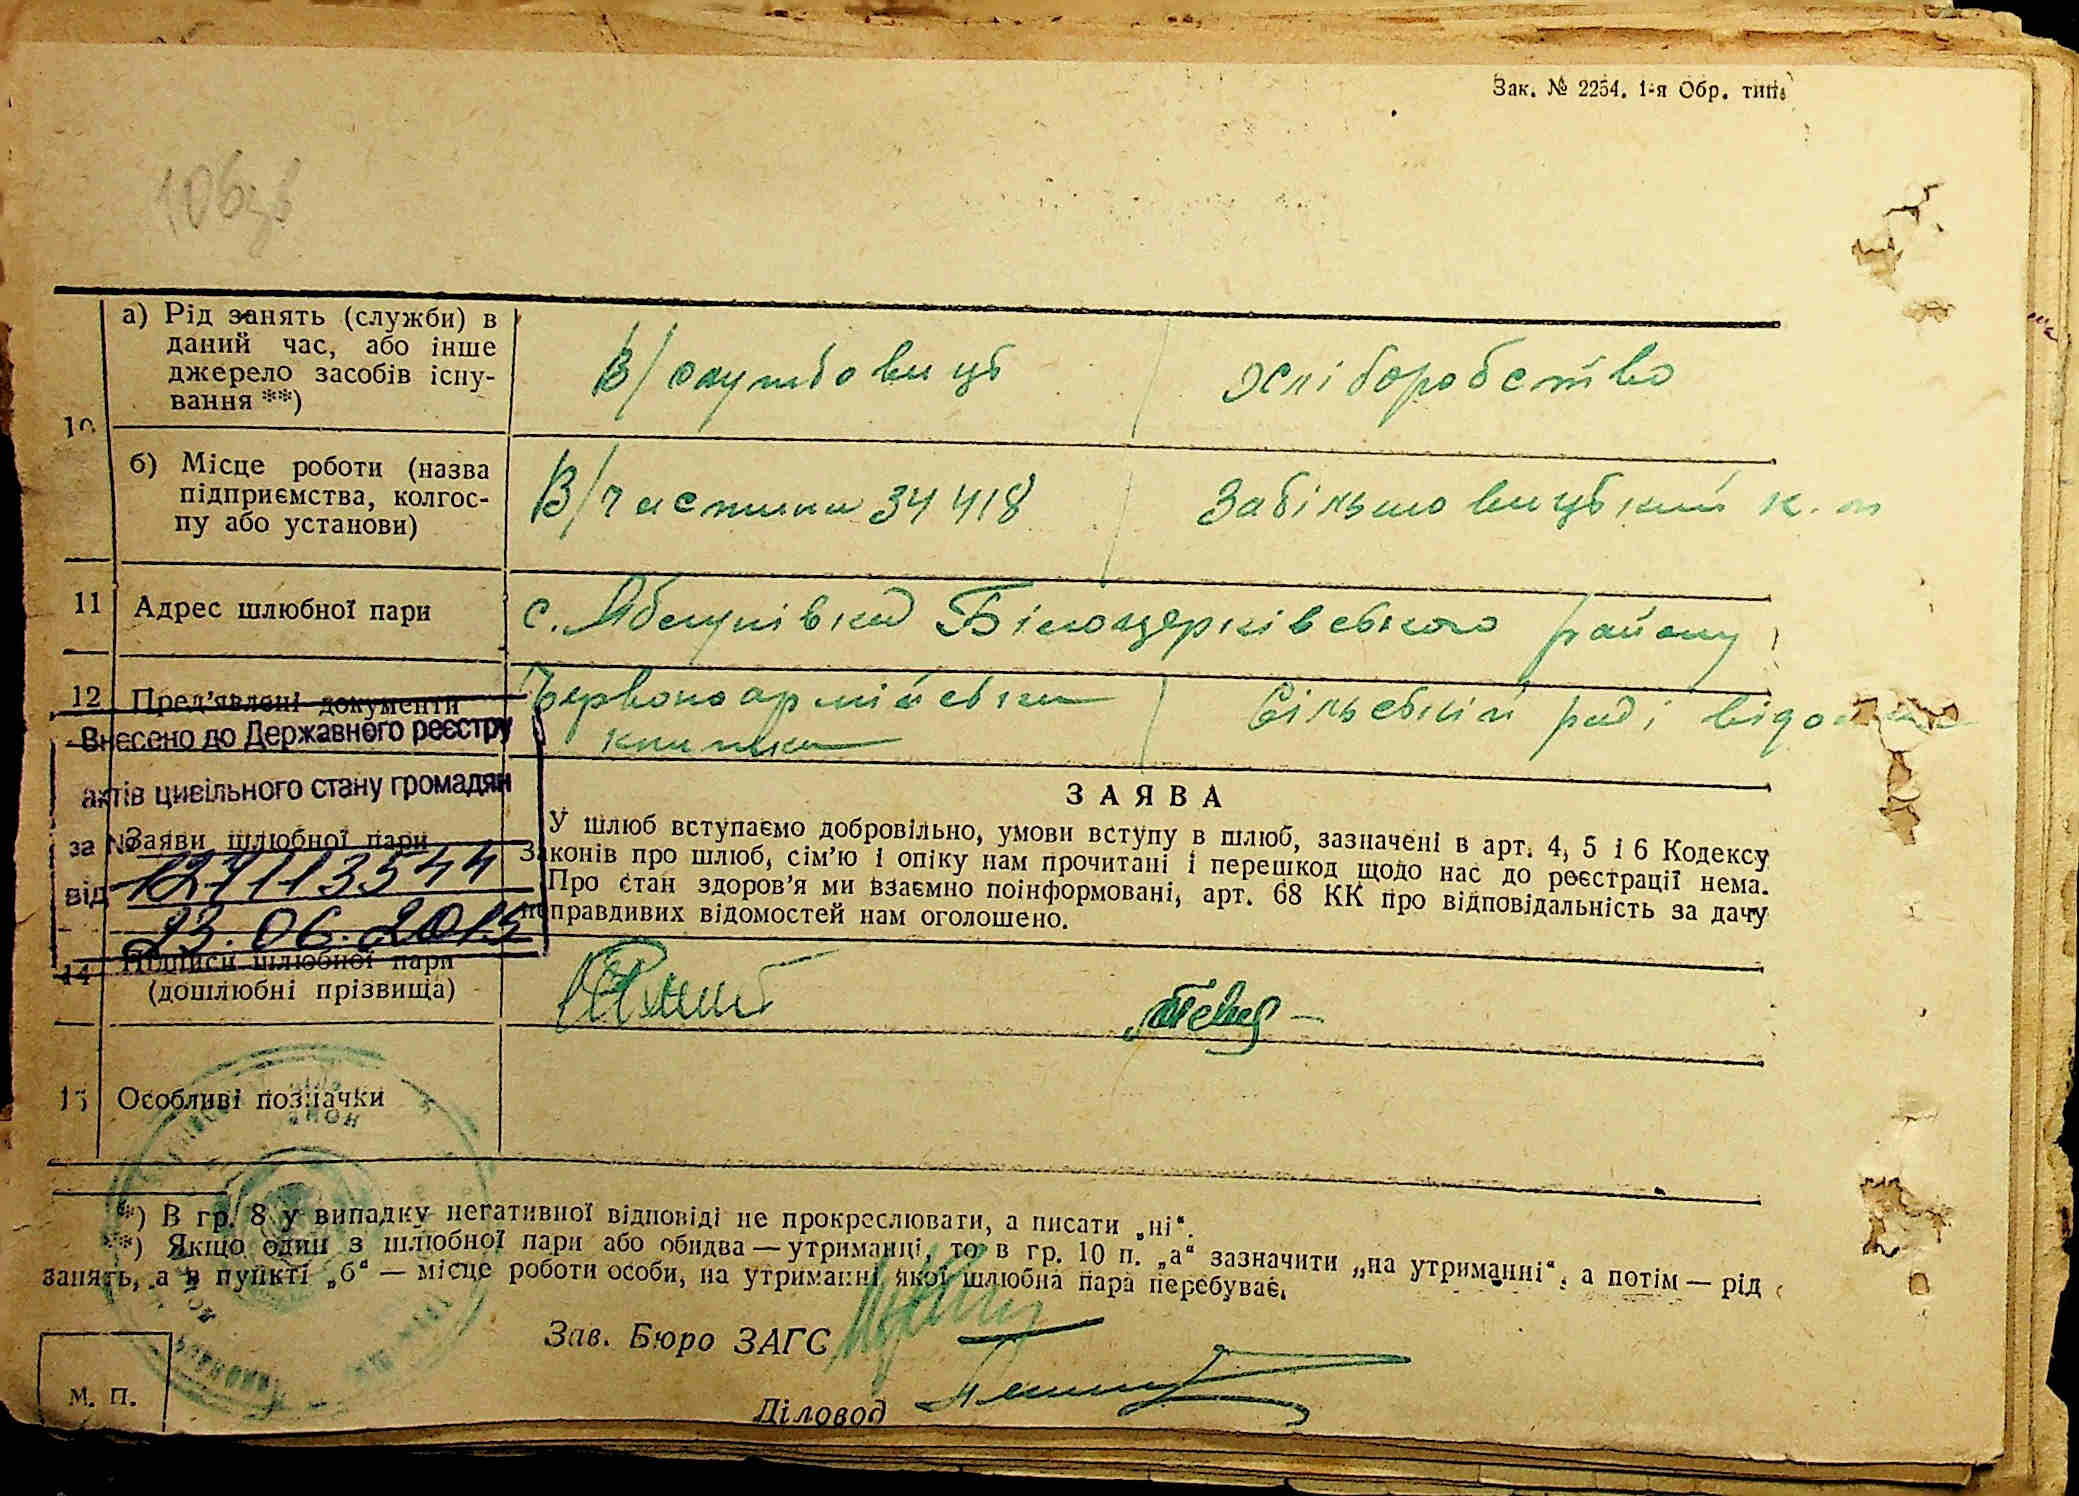 Зак. № 2254. 1-я Обр. тип.
106зв
10
а) Рід занять (служби) в
даний час, або інше
джерело засобів існу-
вання **)
В/службовиць
хліборобство
б) Місце роботи (назва
підприємства, колгос-
пу або установи)
В/частина 34418
Забільшовицький к.
11 Адрес шлюбної пари
с. Яблунівка Білоцерківського району
12 Пред'явлені документи
Червоноармійська
книжка
Сільській раді відома
Внесено до Державного реєстру
актів цивільного стану громадян
за № 127113544
від 23.06.2015
Заяви шлюбної пари
ЗАЯВА
У шлюб вступаємо добровільно, умови вступу в шлюб, зазначені в арт. 4, 5 і 6 Кодексу
Законів про шлюб, сім'ю і опіку нам прочитані і перешкод щодо нас до реєстрації нема.
Про стан здоров'я ми взаємно поінформовані, арт. 68 КК про відповідальність за дачу
неправдивих відомостей нам оголошено.
14 Підписи шлюбної пари
(дошлюбні прізвища)
15 Особливі позначки
*) В гр. 8 у випадку негативної відповіді не прокреслювати, а писати „ні“.
**) Якщо один з шлюбної пари або обидва — утриманці, то в гр. 10 п. „а“ зазначити „на утриманні“, а потім — рід
занять, а в пункті „б“ — місце роботи особи, на утриманні якої шлюбна пара перебуває.
Зав. Бюро ЗАГС
Діловод
М. П.